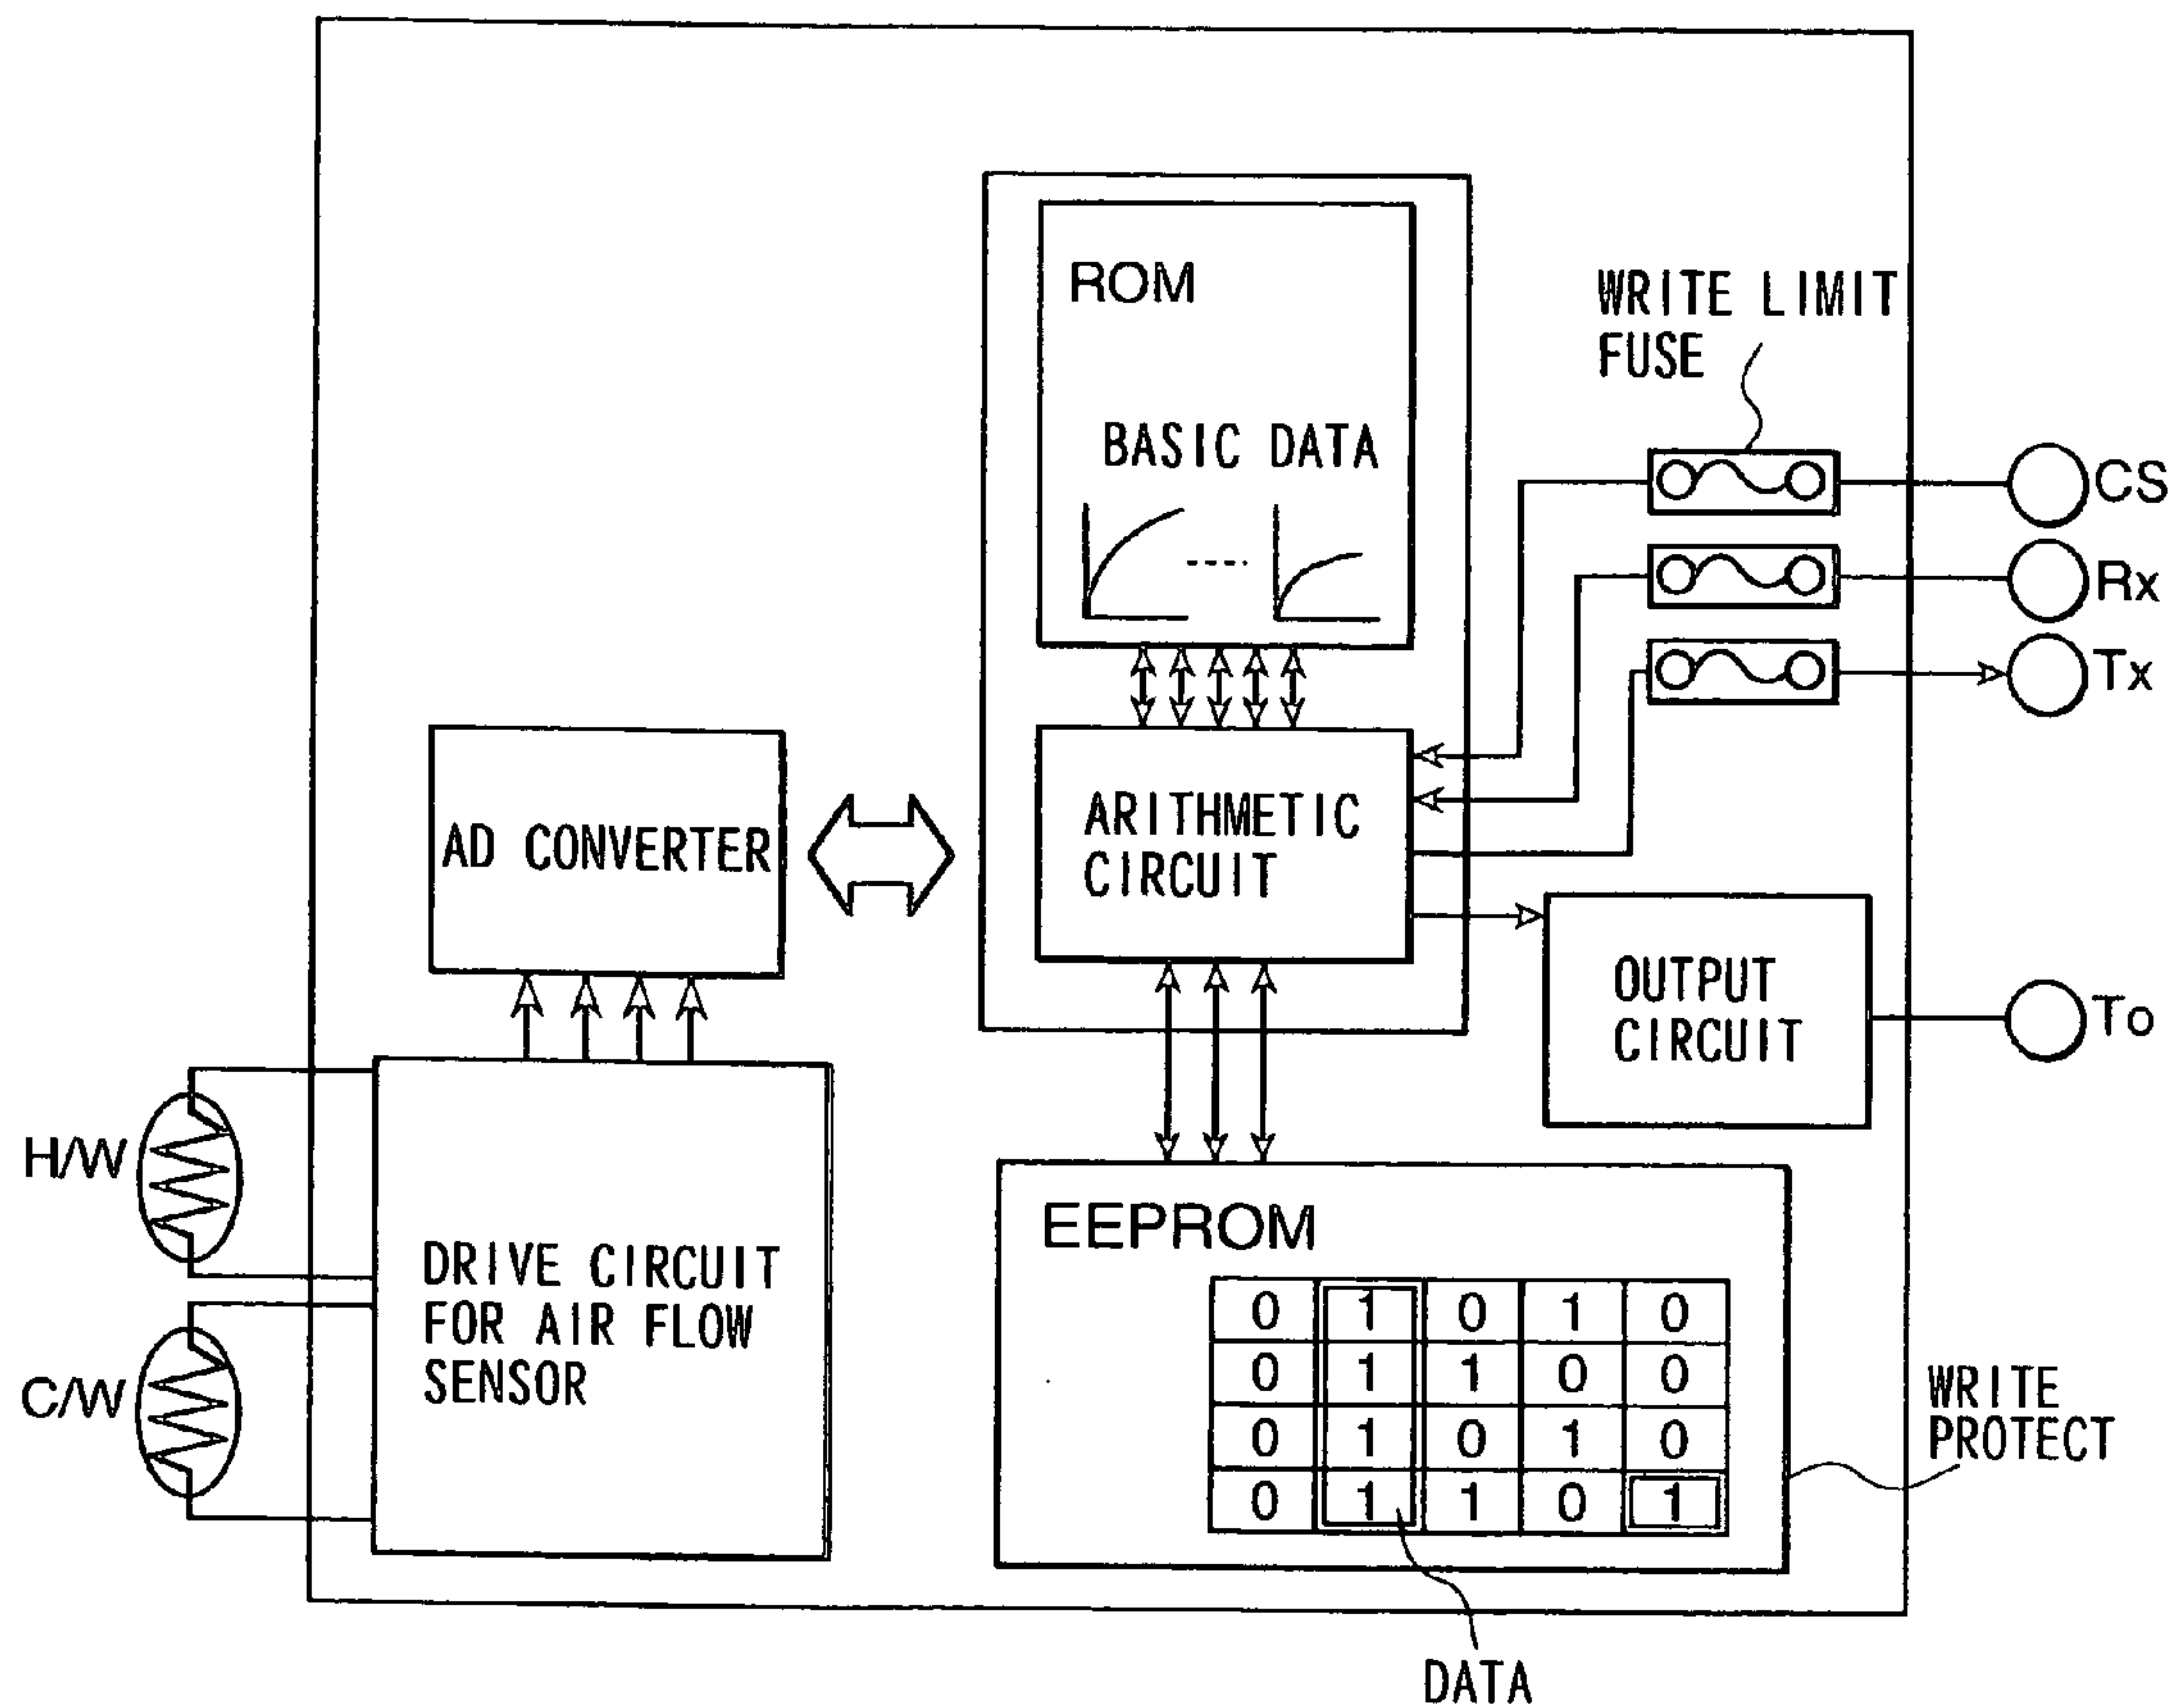 ROM
BASIC DATA
WRITE LIMIT
FUSE
CS
Rx
Tx
AD CONVERTER
ARITHMETIC
CIRCUIT
OUTPUT
CIRCUIT
To
H/W
C/W
DRIVE CIRCUIT
FOR AIR FLOW
SENSOR
EEPROM
0 1 0 1 0
0 1 1 0 0
0 1 0 1 0
0 1 1 0 1
WRITE
PROTECT
DATA